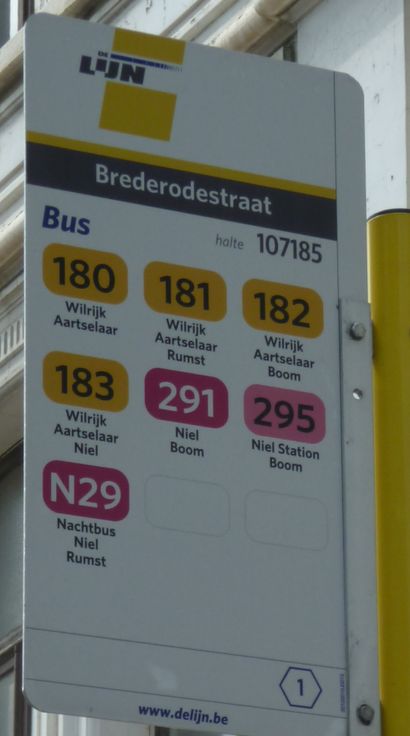 DE
LIJN
Brederodestraat
Bus
halte 107185
180
Wilrijk
Aartselaar
181
Wilrijk
Aartselaar
Rumst
182
Wilrijk
Aartselaar
Boom
183
Wilrijk
Aartselaar
Niel
291
Niel
Boom
295
Niel Station
Boom
N29
Nachtbus
Niel
Rumst
1
www.delijn.be